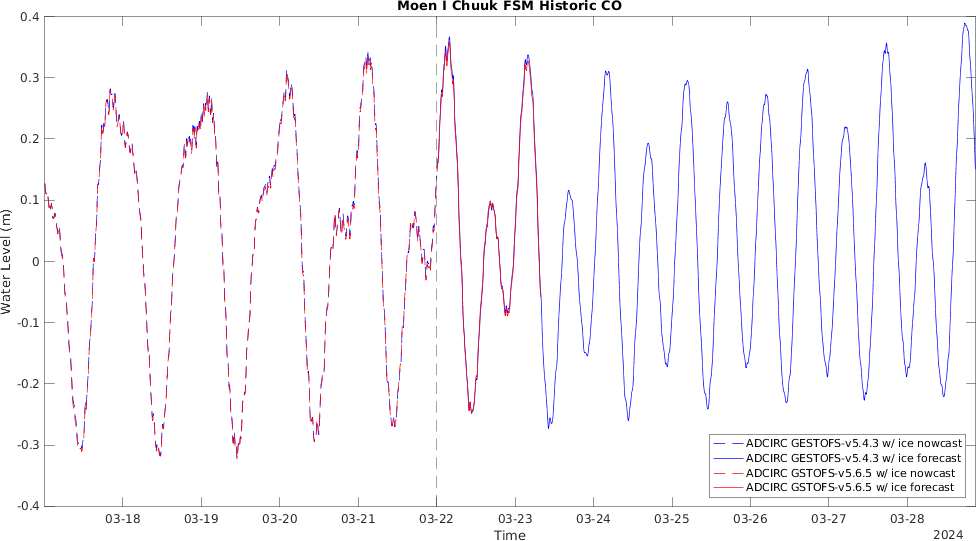 Moen I Chuuk FSM Historic CO
Water Level (m)
0.4
0.3
0.2
0.1
0
-0.1
-0.2
-0.3
-0.4
ADCIRC GESTOFS-v5.4.3 w/ ice nowcast
ADCIRC GESTOFS-v5.4.3 w/ ice forecast
ADCIRC GSTOFS-v5.6.5 w/ ice nowcast
ADCIRC GSTOFS-v5.6.5 w/ ice forecast
03-18 03-19 03-20 03-21 03-22 03-23 03-24 03-25 03-26 03-27 03-28
Time
2024